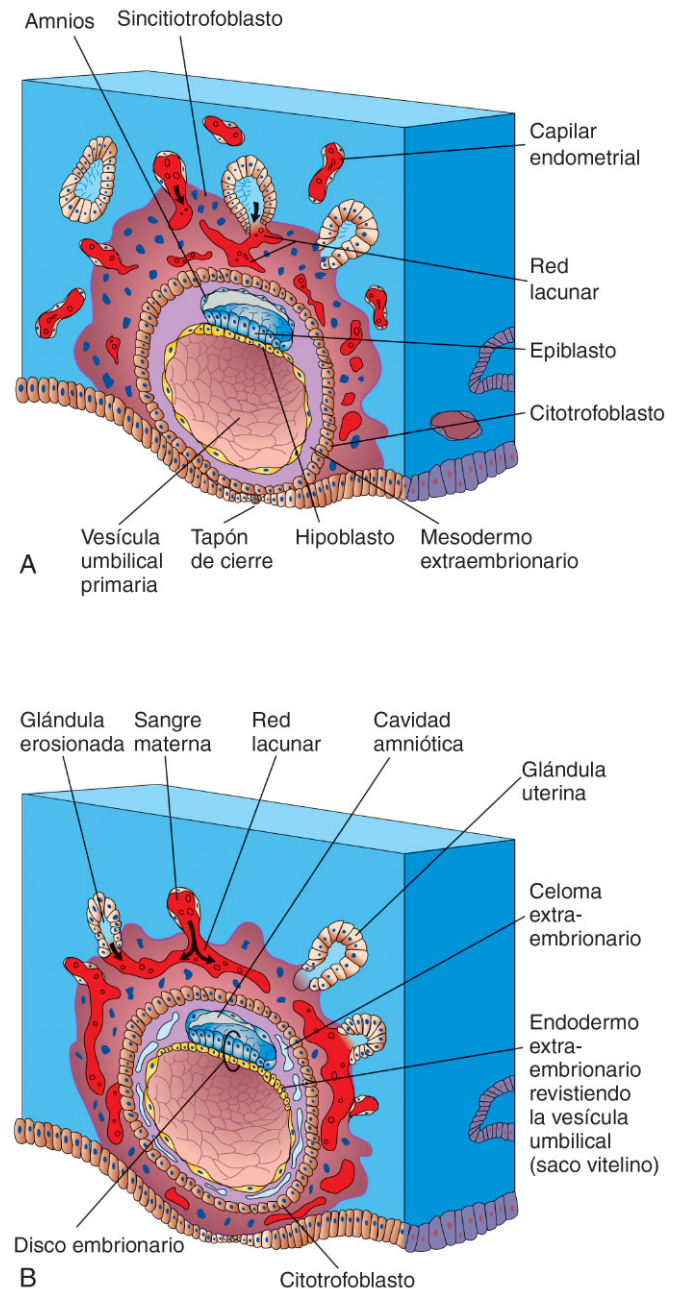 Amnios
Sincitiotrofoblasto
Capilar
endometrial
Red
lacunar
Epiblasto
Citotrofoblasto
Vesícula
umbilical
primaria
Tapón
de cierre
Hipoblasto
Mesodermo
extraembrionario
A
Glándula
erosionada
Sangre
materna
Red
lacunar
Cavidad
amniótica
Glándula
uterina
Celoma
extra-
embrionario
Endodermo
extra-
embrionario
revistiendo
la vesícula
umbilical
(saco vitelino)
Disco embrionario
Citotrofoblasto
B